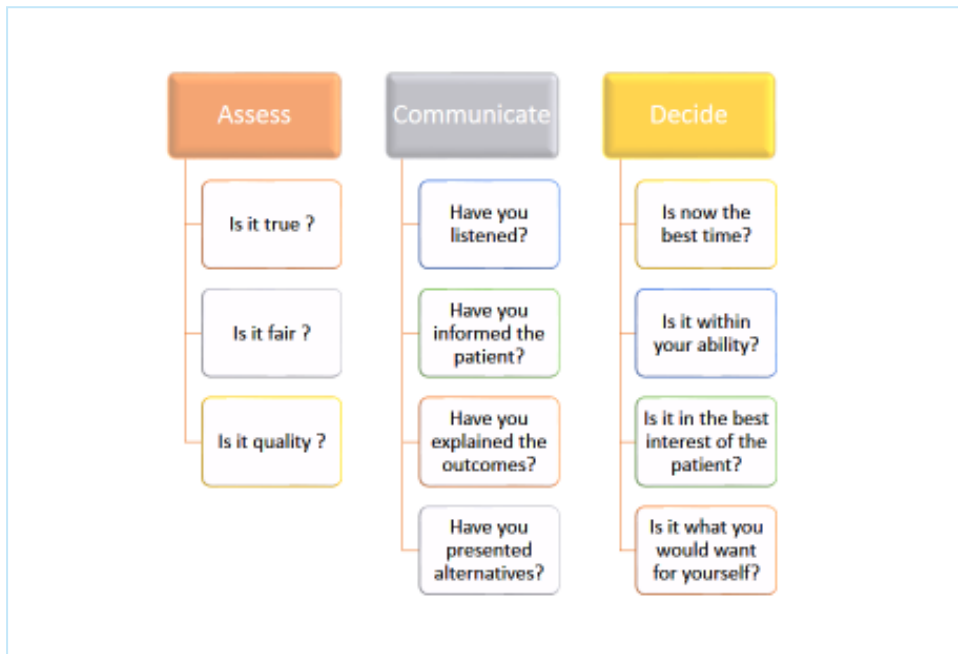 Assess
Is it true ?
Is it fair ?
Is it quality ?
Communicate
Have you
listened?
Have you
informed the
patient?
Have you
explained the
outcomes?
Have you
presented
alternatives?
Decide
Is now the
best time?
Is it within
your ability?
Is it in the best
interest of the
patient?
Is it what you
would want
for yourself?